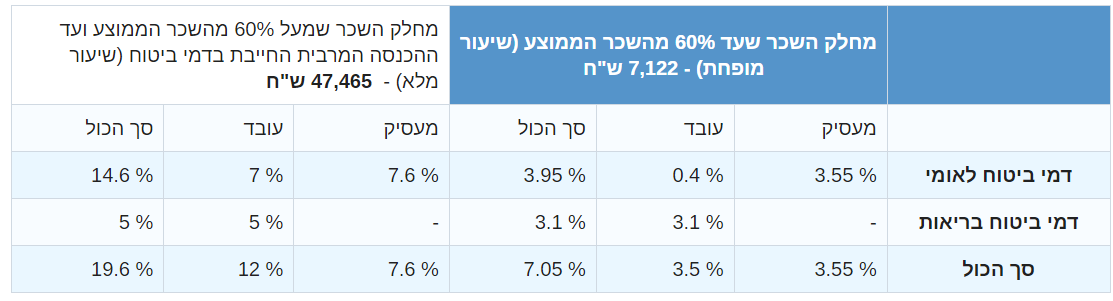 מחלק השכר שעד 60% מהשכר הממוצע (שיעור
מופחת) - 7,122 ש"ח
מחלק השכר שמעל 60% מהשכר הממוצע ועד
ההכנסה המרבית החייבת בדמי ביטוח (שיעור
מלא) - 47,465 ש"ח
מעסיק עובד סך הכול מעסיק עובד סך הכול
דמי ביטוח לאומי 3.55 % 0.4 % 3.95 % 7.6 % 7 % 14.6 %
דמי ביטוח בריאות - 3.1 % 3.1 % - 5 % 5 %
סך הכול 3.55 % 3.5 % 7.05 % 7.6 % 12 % 19.6 %